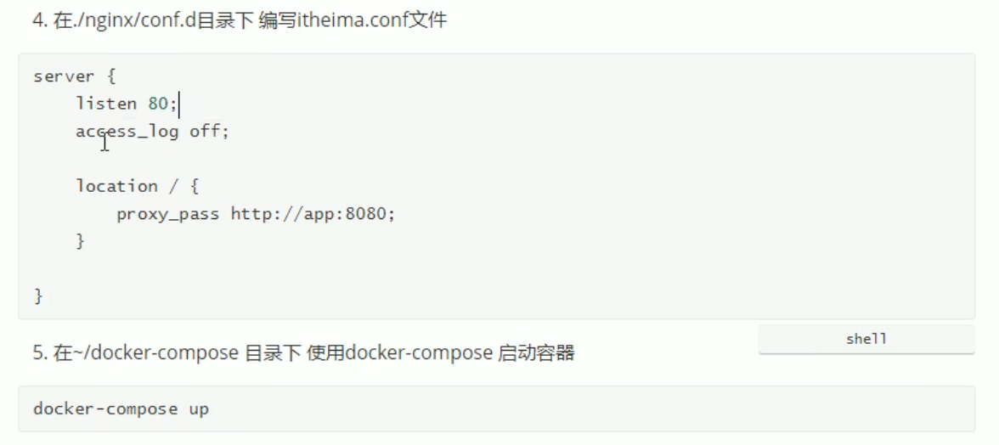 4. 在./nginx/conf.d目录下 编写itheima.conf文件
server {
listen 80;
access_log off;
location / {
proxy_pass http://app:8080;
}
}
shell
5. 在~/docker-compose 目录下 使用docker-compose 启动容器
docker-compose up